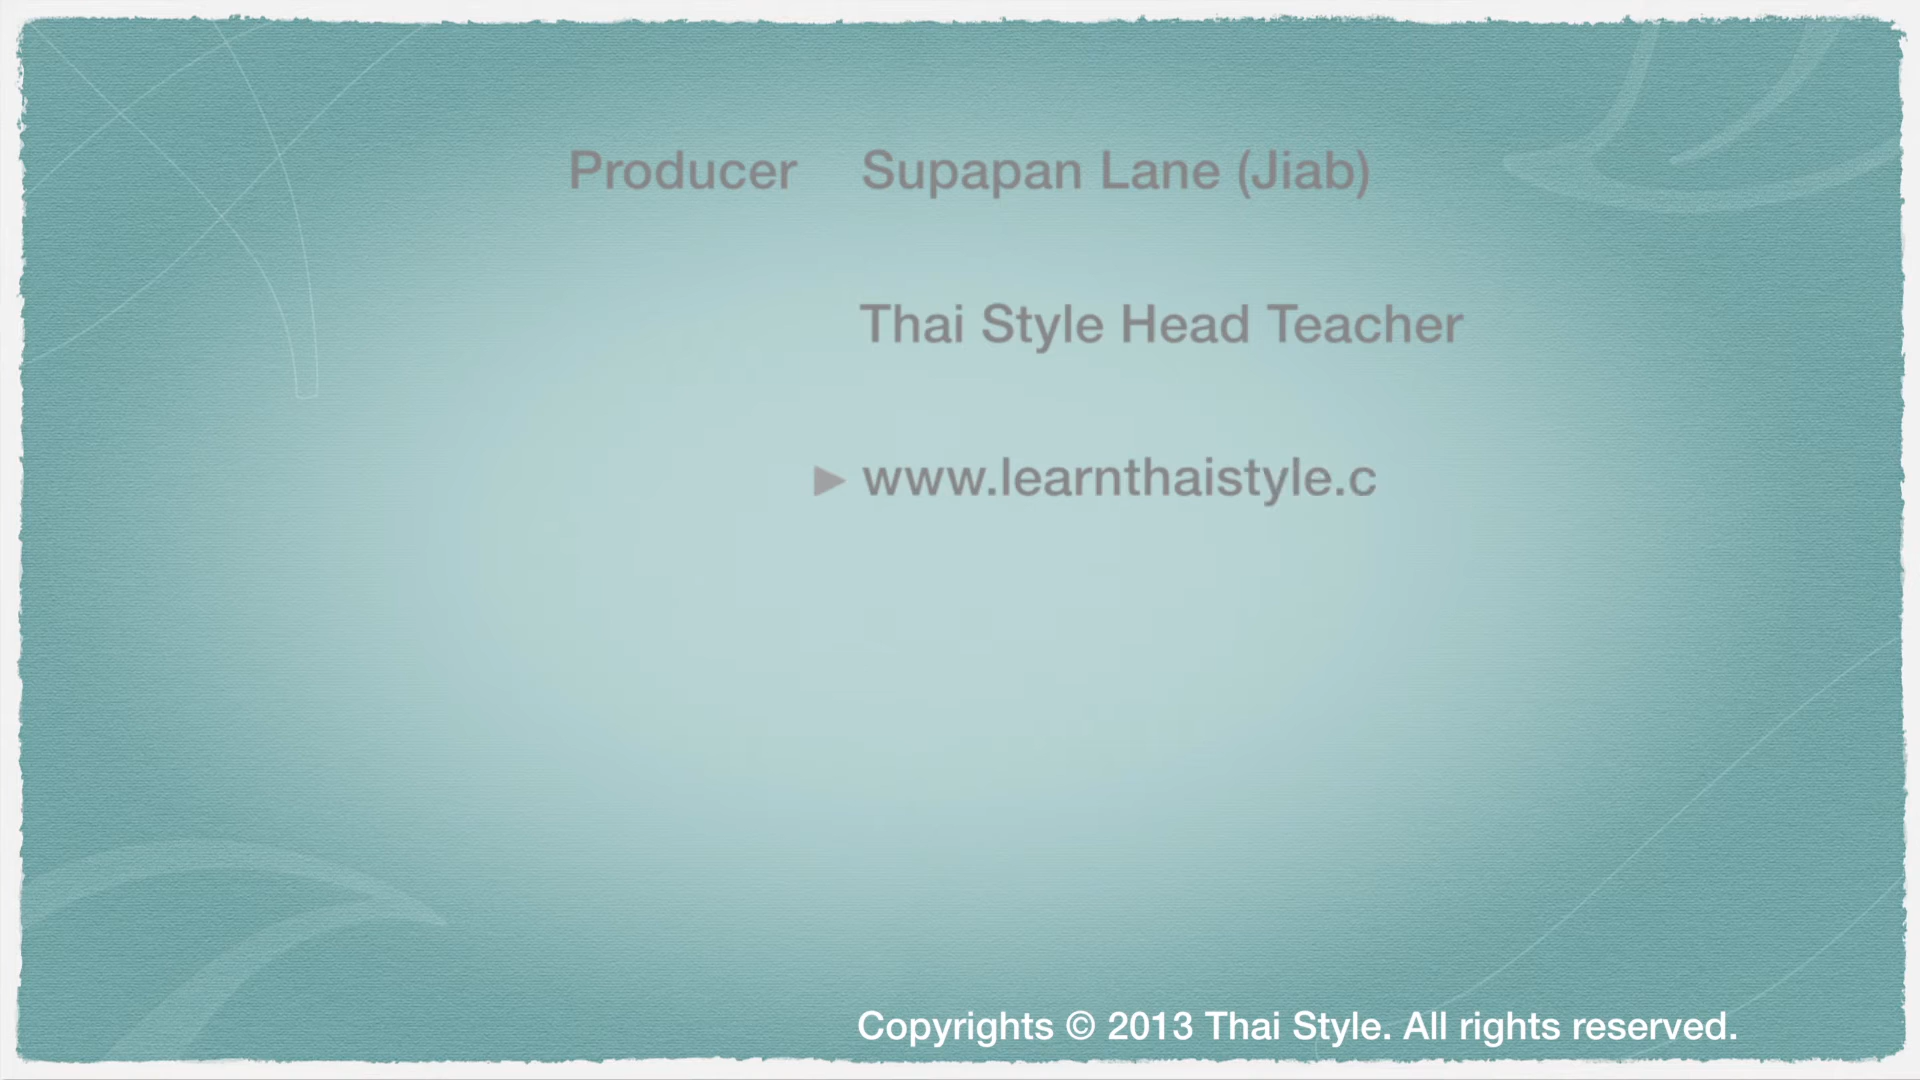 Producer Supapan Lane (Jiab)
Thai Style Head Teacher
▶ www.learnthaistyle.c
Copyrights © 2013 Thai Style. All rights reserved.